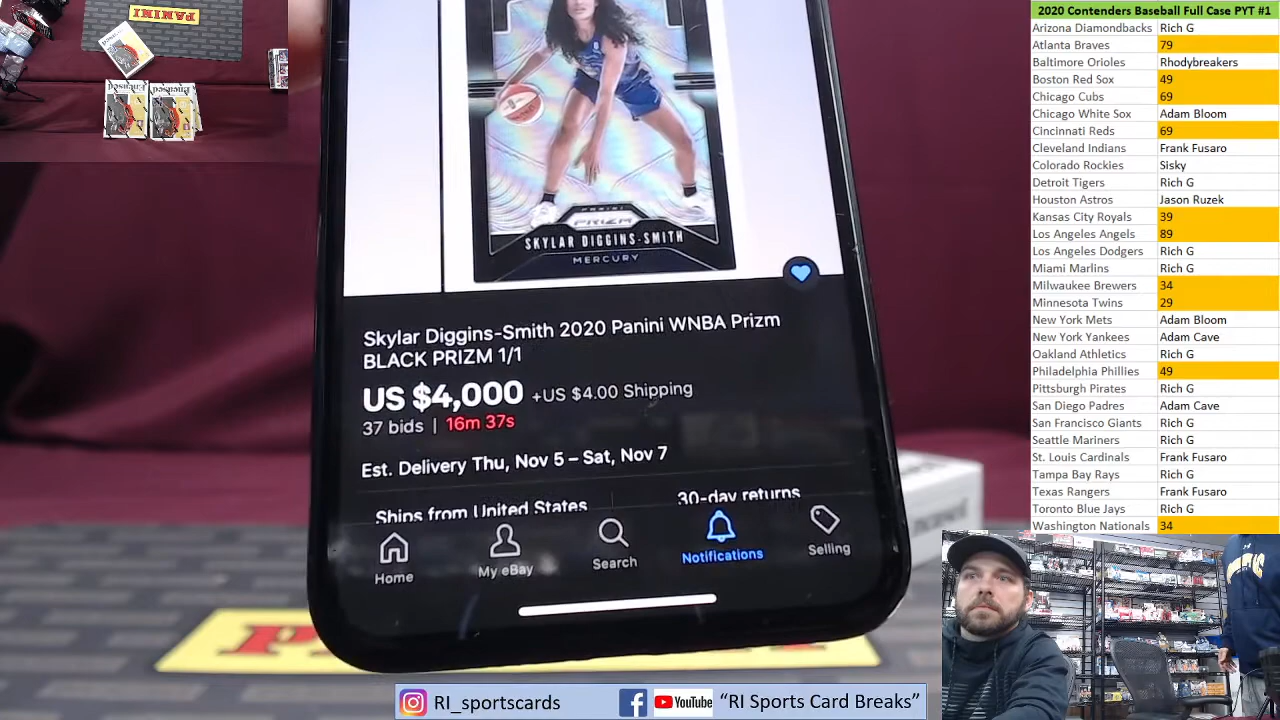 PANINI
PANINI
PRIZM
SKYLAR DIGGINS-SMITH
MERCURY
Skylar Diggins-Smith 2020 Panini WNBA Prizm
BLACK PRIZM 1/1
US $4,000 +US $4.00 Shipping
37 bids | 16m 37s
Est. Delivery Thu, Nov 5 – Sat, Nov 7
Ships from United States 30-day returns
Home My eBay Search Notifications Selling
2020 Contenders Baseball Full Case PYT #1
Arizona Diamondbacks Rich G
Atlanta Braves 79
Baltimore Orioles Rhodybreakers
Boston Red Sox 49
Chicago Cubs 69
Chicago White Sox Adam Bloom
Cincinnati Reds 69
Cleveland Indians Frank Fusaro
Colorado Rockies Sisky
Detroit Tigers Rich G
Houston Astros Jason Ruzek
Kansas City Royals 39
Los Angeles Angels 89
Los Angeles Dodgers Rich G
Miami Marlins Rich G
Milwaukee Brewers 34
Minnesota Twins 29
New York Mets Adam Bloom
New York Yankees Adam Cave
Oakland Athletics Rich G
Philadelphia Phillies 49
Pittsburgh Pirates Rich G
San Diego Padres Adam Cave
San Francisco Giants Rich G
Seattle Mariners Rich G
St. Louis Cardinals Frank Fusaro
Tampa Bay Rays Rich G
Texas Rangers Frank Fusaro
Toronto Blue Jays Rich G
Washington Nationals 34
RI_sportscards YouTube "RI Sports Card Breaks"